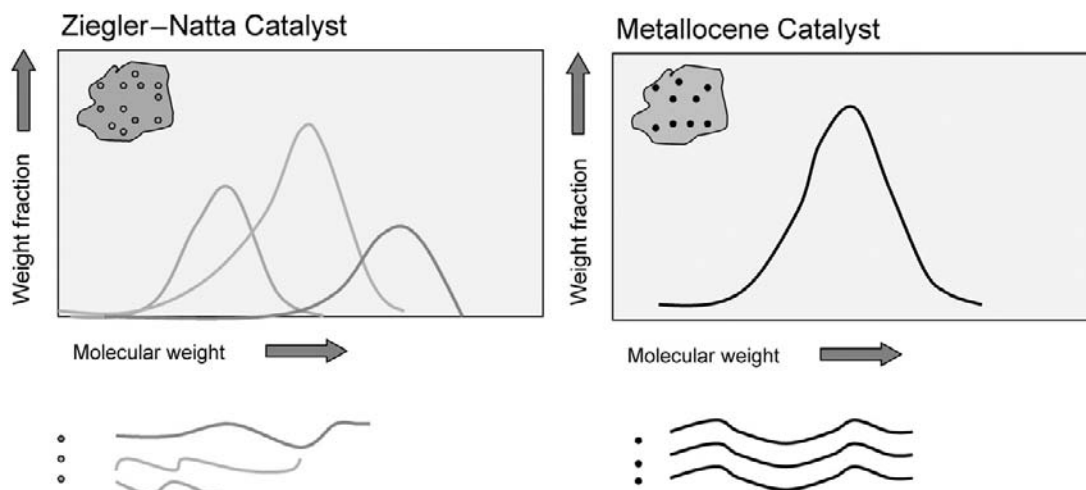 Ziegler–Natta Catalyst
Weight fraction
Molecular weight
Metallocene Catalyst
Weight fraction
Molecular weight